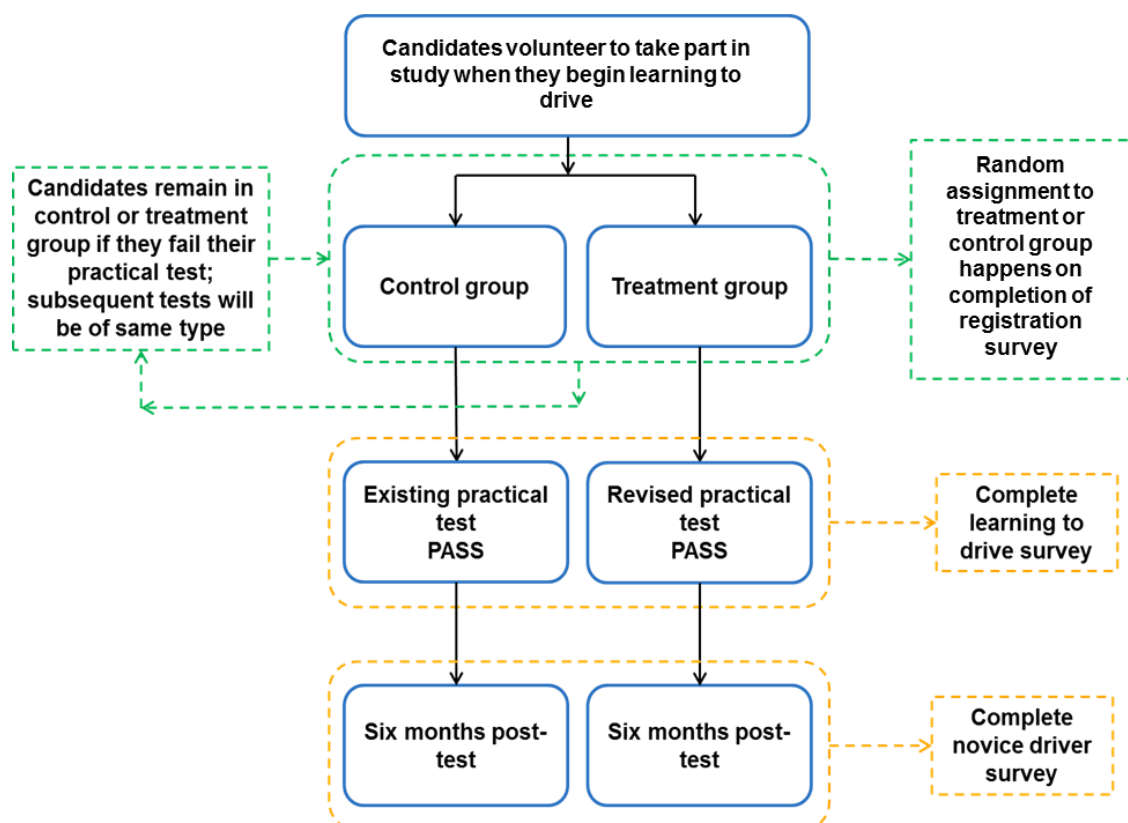 Candidates volunteer to take part in
study when they begin learning to
drive
Candidates remain in
control or treatment
group if they fail their
practical test;
subsequent tests will
be of same type
Control group
Treatment group
Random
assignment to
treatment or
control group
happens on
completion of
registration
survey
Existing practical
test
PASS
Revised practical
test
PASS
Complete
learning to
drive survey
Six months post-
test
Six months post-
test
Complete
novice driver
survey